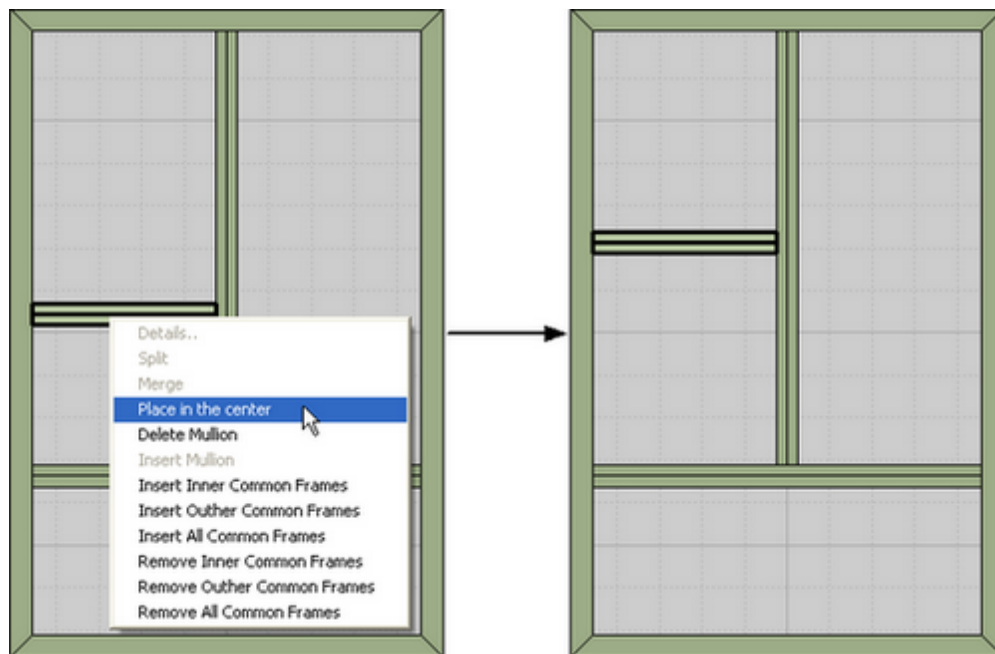 Details..
Split
Merge
Place in the center
Delete Mullion
Insert Mullion
Insert Inner Common Frames
Insert Outher Common Frames
Insert All Common Frames
Remove Inner Common Frames
Remove Outher Common Frames
Remove All Common Frames